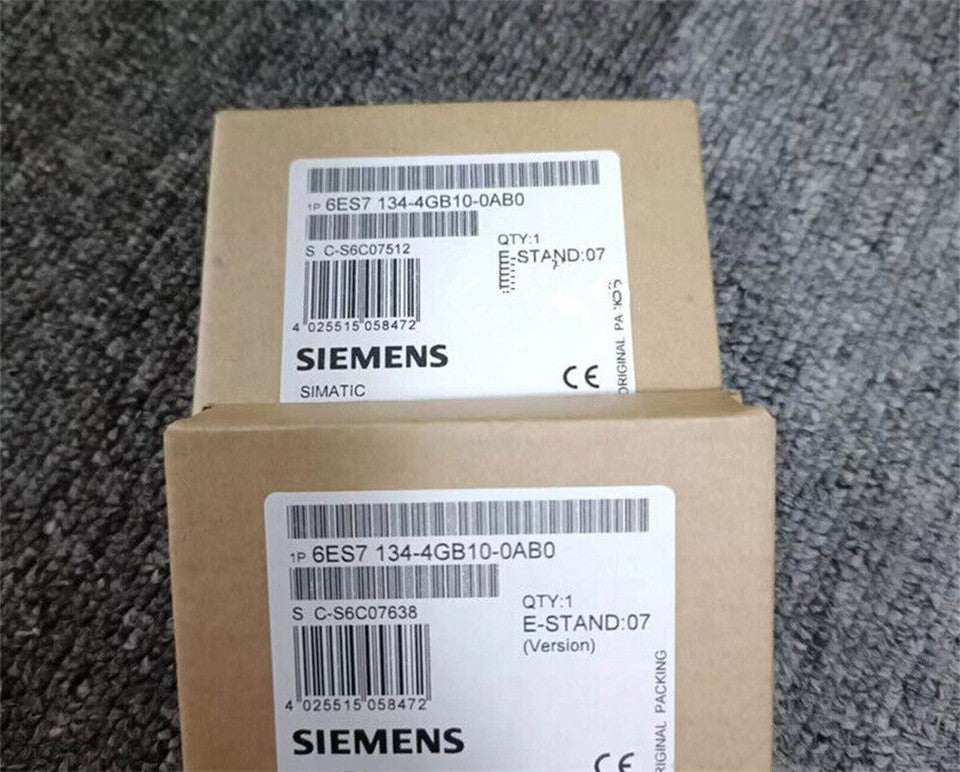 1P 6ES7 134-4GB10-0AB0
S C-S6C07512
QTY:1
-STAND:07
4 025515 058472
SIEMENS
SIMATIC
CE
ORIGINAL PA
1P 6ES7 134-4GB10-0AB0
S C-S6C07638
QTY:1
E-STAND:07
(Version)
4 025515 058472
SIEMENS
CE
RIGINAL PACKING